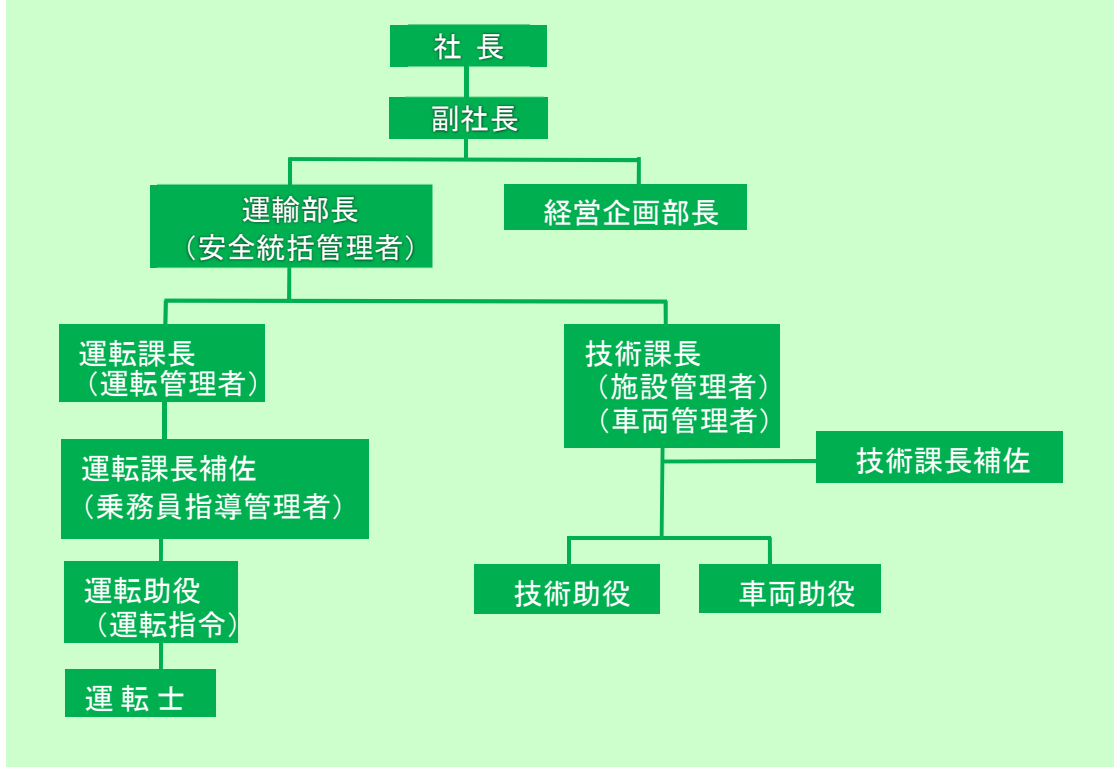 社 長
副社長
運輸部長
（安全統括管理者）
経営企画部長
運転課長
（運転管理者）
技術課長
（施設管理者）
（車両管理者）
運転課長補佐
（乗務員指導管理者）
技術課長補佐
運転助役
（運転指令）
技術助役
車両助役
運 転 士